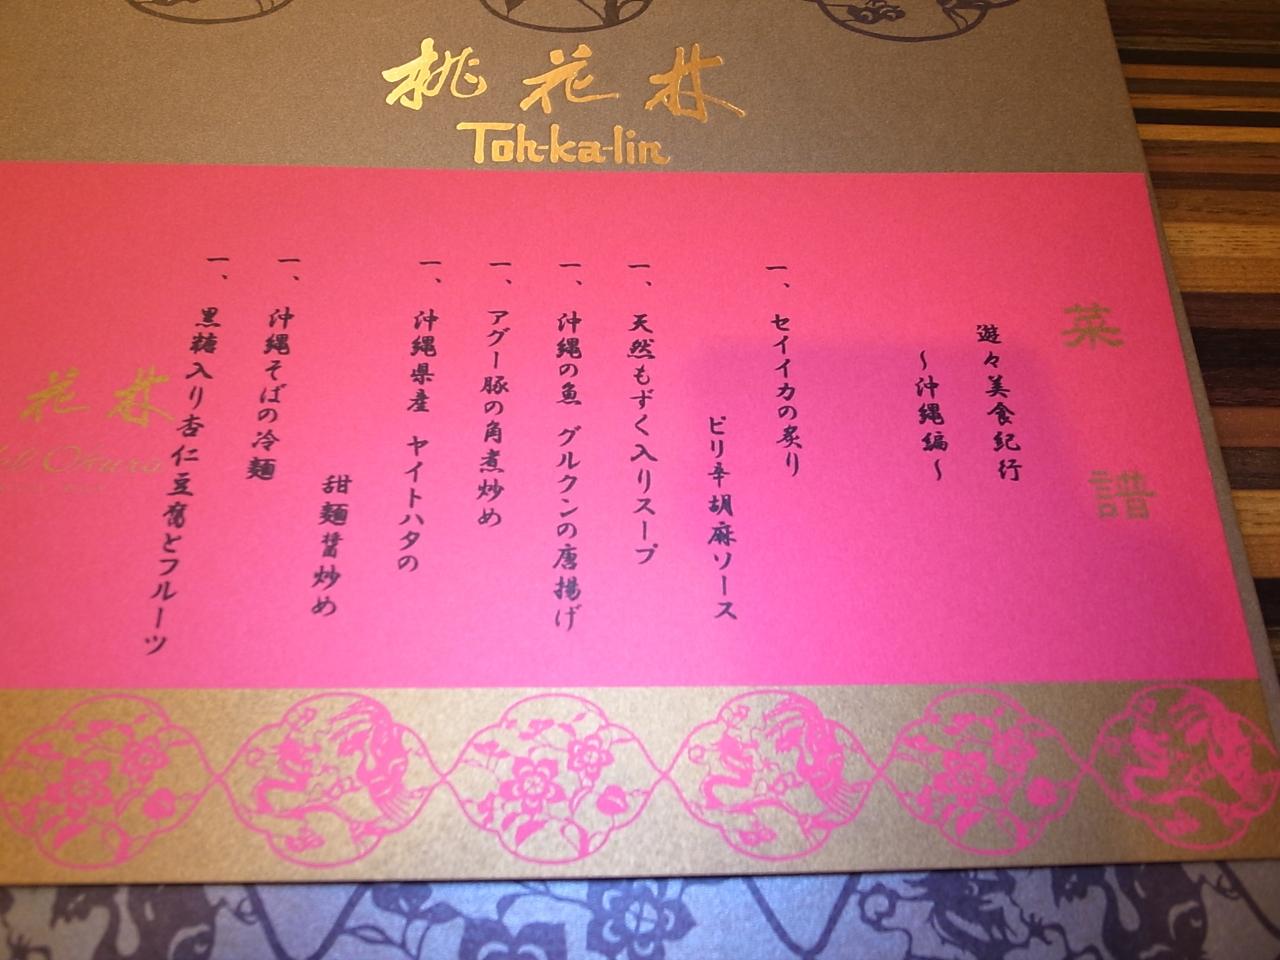 桃花林
Toh-ka-lin
菜譜
遊々美食紀行
～沖縄編～
一、セイイカの炙り
ピリ辛胡麻ソース
一、天然もずく入りスープ
一、沖縄の魚 グルクンの唐揚げ
一、アグー豚の角煮炒め
一、沖縄県産 ヤイトハタの
甜麺醤炒め
一、沖縄そばの冷麺
一、黒糖入り杏仁豆腐とフルーツ
花林
Okura